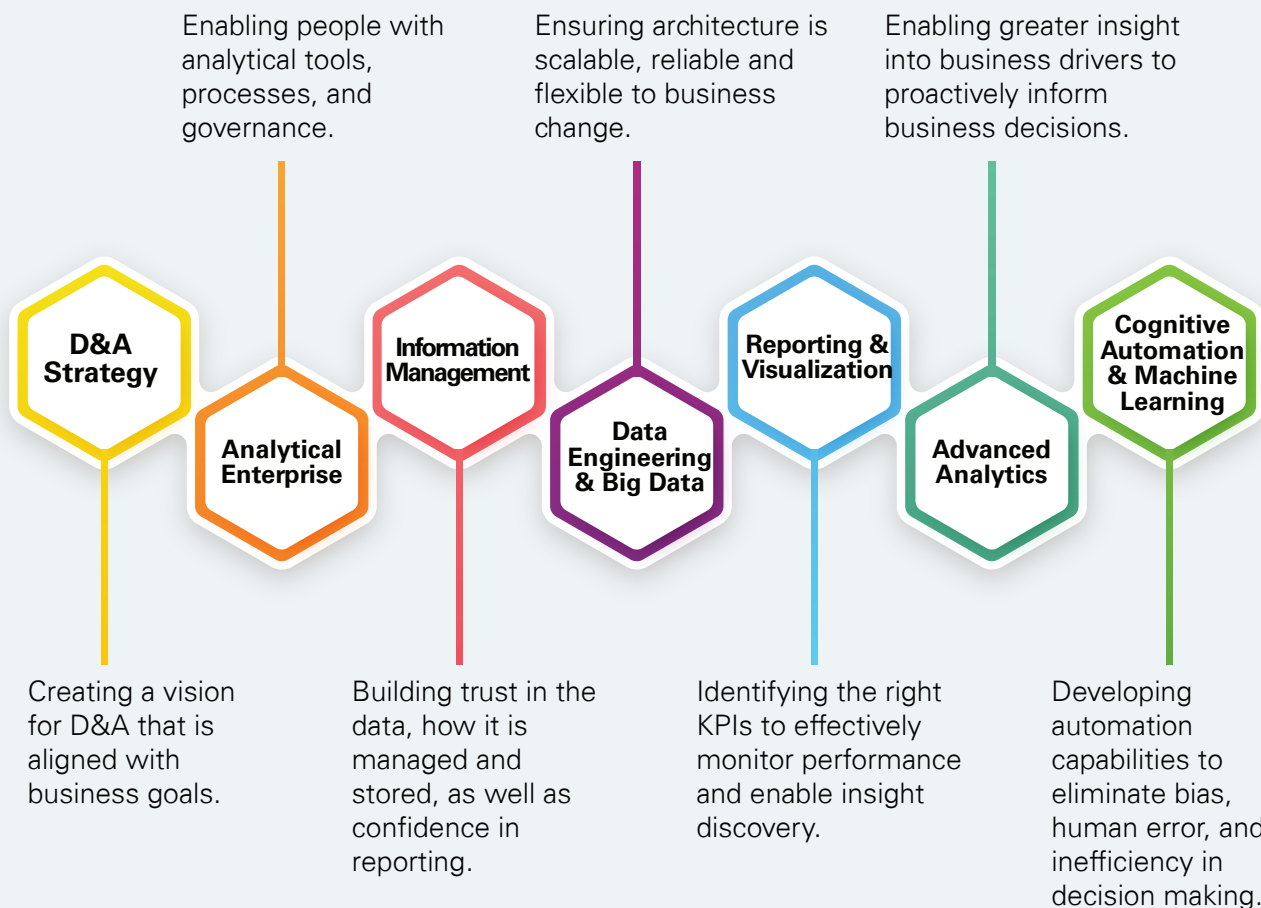 Enabling people with
analytical tools,
processes, and
governance.
Ensuring architecture is
scalable, reliable and
flexible to business
change.
Enabling greater insight
into business drivers to
proactively inform
business decisions.
D&A
Strategy
Analytical
Enterprise
Information
Management
Data
Engineering
& Big Data
Reporting &
Visualization
Advanced
Analytics
Cognitive
Automation
& Machine
Learning
Creating a vision
for D&A that is
aligned with
business goals.
Building trust in the
data, how it is
managed and
stored, as well as
confidence in
reporting.
Identifying the right
KPIs to effectively
monitor performance
and enable insight
discovery.
Developing
automation
capabilities to
eliminate bias,
human error, and
inefficiency in
decision making.